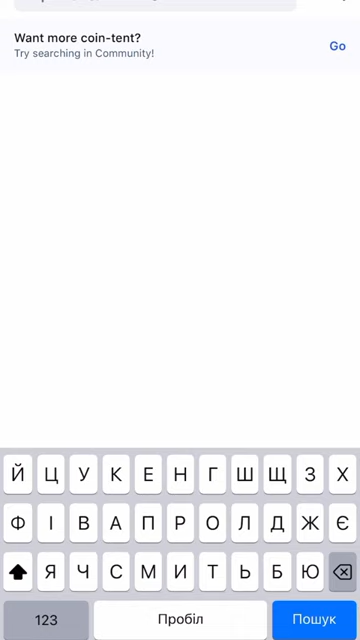 Want more coin-tent?
Try searching in Community!
Go
Й Ц У К Е Н Г Ш Щ З Х
Ф І В А П Р О Л Д Ж Є
Я Ч С М И Т Ь Б Ю
123 Пробіл Пошук